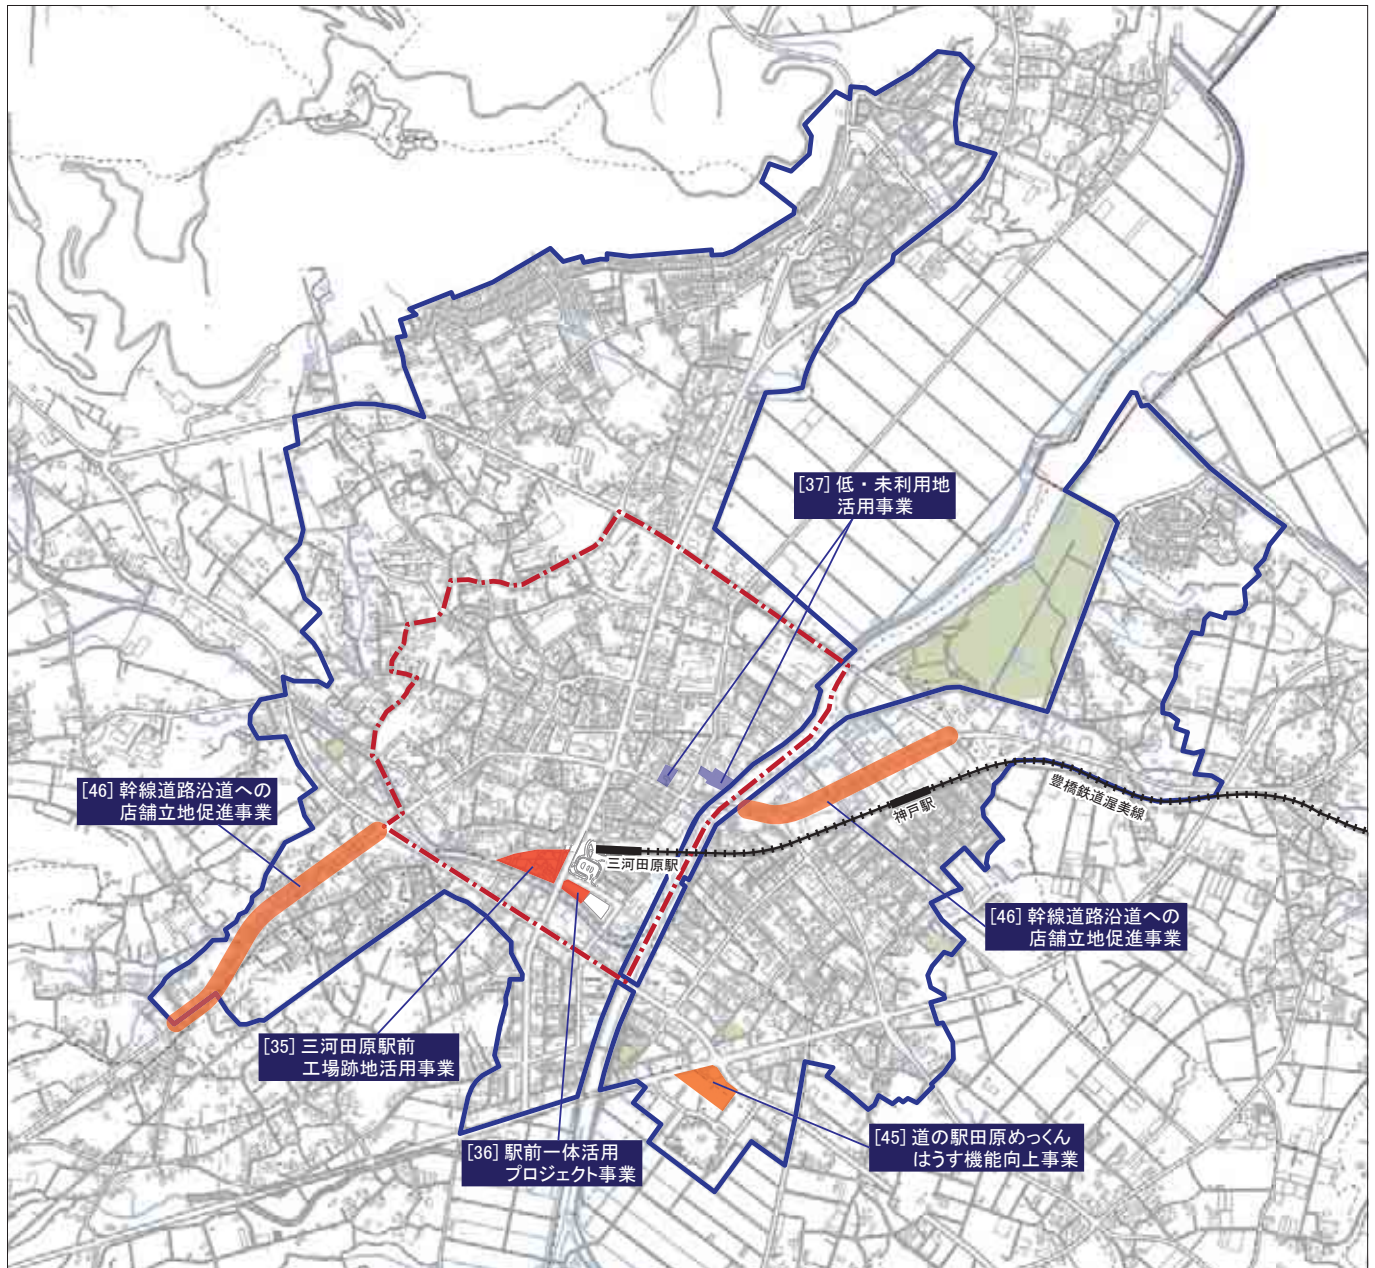 [37] 低・未利用地
活用事業
[46] 幹線道路沿道への
店舗立地促進事業
豊橋鉄道渥美線
神戸駅
三河田原駅
[46] 幹線道路沿道への
店舗立地促進事業
[35] 三河田原駅前
工場跡地活用事業
[36] 駅前一体活用
プロジェクト事業
[45] 道の駅田原めっくん
はうす機能向上事業